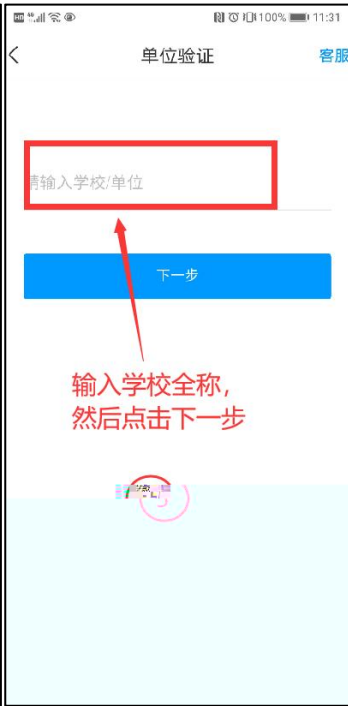 HD 100% 11:31
单位验证 客服
请输入学校/单位
下一步
输入学校全称，
然后点击下一步